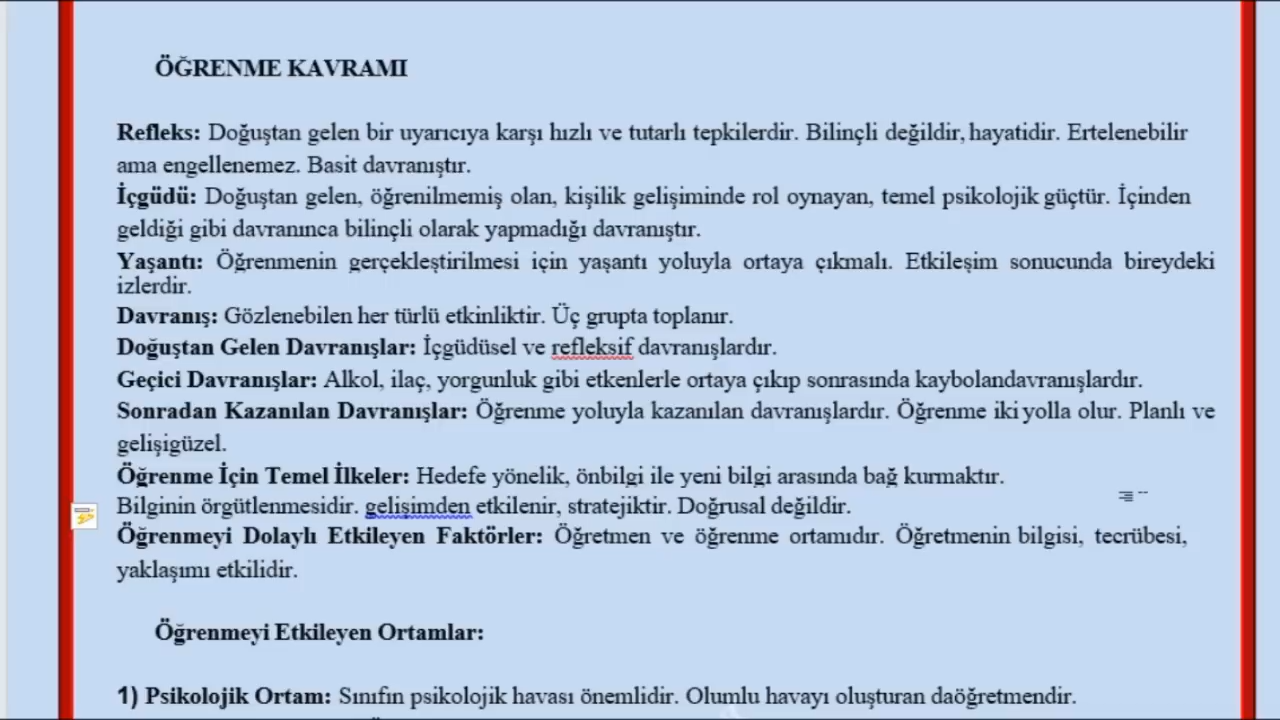 ÖĞRENME KAVRAMI
Refleks: Doğuştan gelen bir uyarıcıya karşı hızlı ve tutarlı tepkilerdir. Bilinçli değildir, hayatidir. Ertelenebilir
ama engellenemez. Basit davranıştır.
İçgüdü: Doğuştan gelen, öğrenilmemiş olan, kişilik gelişiminde rol oynayan, temel psikolojik güçtür. İçinden
geldiği gibi davranınca bilinçli olarak yapmadığı davranıştır.
Yaşantı: Öğrenmenin gerçekleştirilmesi için yaşantı yoluyla ortaya çıkmalı. Etkileşim sonucunda bireydeki
izlerdir.
Davranış: Gözlenebilen her türlü etkinliktir. Üç grupta toplanır.
Doğuştan Gelen Davranışlar: İçgüdüsel ve refleksif davranışlardır.
Geçici Davranışlar: Alkol, ilaç, yorgunluk gibi etkenlerle ortaya çıkıp sonrasında kaybolandavranışlardır.
Sonradan Kazanılan Davranışlar: Öğrenme yoluyla kazanılan davranışlardır. Öğrenme iki yolla olur. Planlı ve
gelişigüzel.
Öğrenme İçin Temel İlkeler: Hedefe yönelik, önbilgi ile yeni bilgi arasında bağ kurmaktır.
Bilginin örgütlenmesidir. gelişimden etkilenir, stratejiktir. Doğrusal değildir.
Öğrenmeyi Dolaylı Etkileyen Faktörler: Öğretmen ve öğrenme ortamıdır. Öğretmenin bilgisi, tecrübesi,
yaklaşımı etkilidir.
Öğrenmeyi Etkileyen Ortamlar:
1) Psikolojik Ortam: Sınıfın psikolojik havası önemlidir. Olumlu havayı oluşturan daöğretmendir.